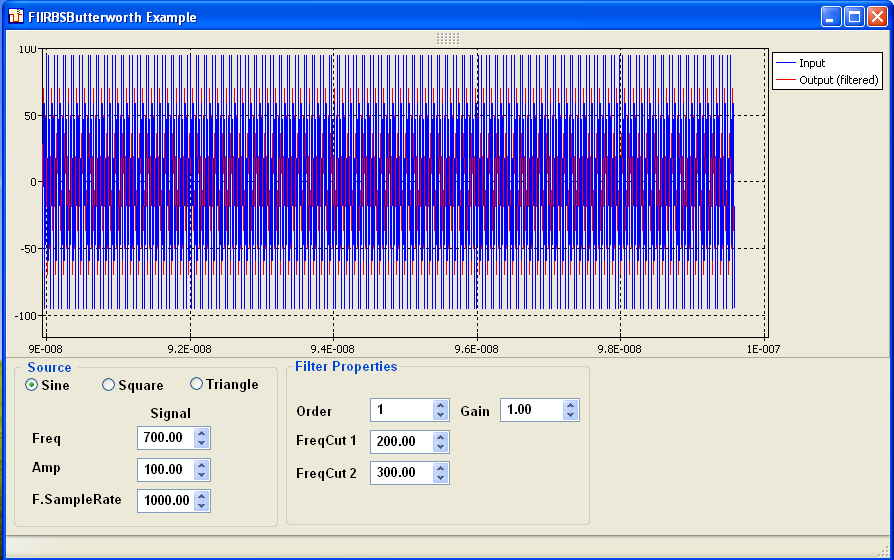 FIIRBSButterworth Example
100
50
0
-50
-100
9E-008 9.2E-008 9.4E-008 9.6E-008 9.8E-008 1E-007
Input
Output (filtered)
Source
Sine Square Triangle
Signal
Freq 700.00
Amp 100.00
F.SampleRate 1000.00
Filter Properties
Order 1 Gain 1.00
FreqCut 1 200.00
FreqCut 2 300.00